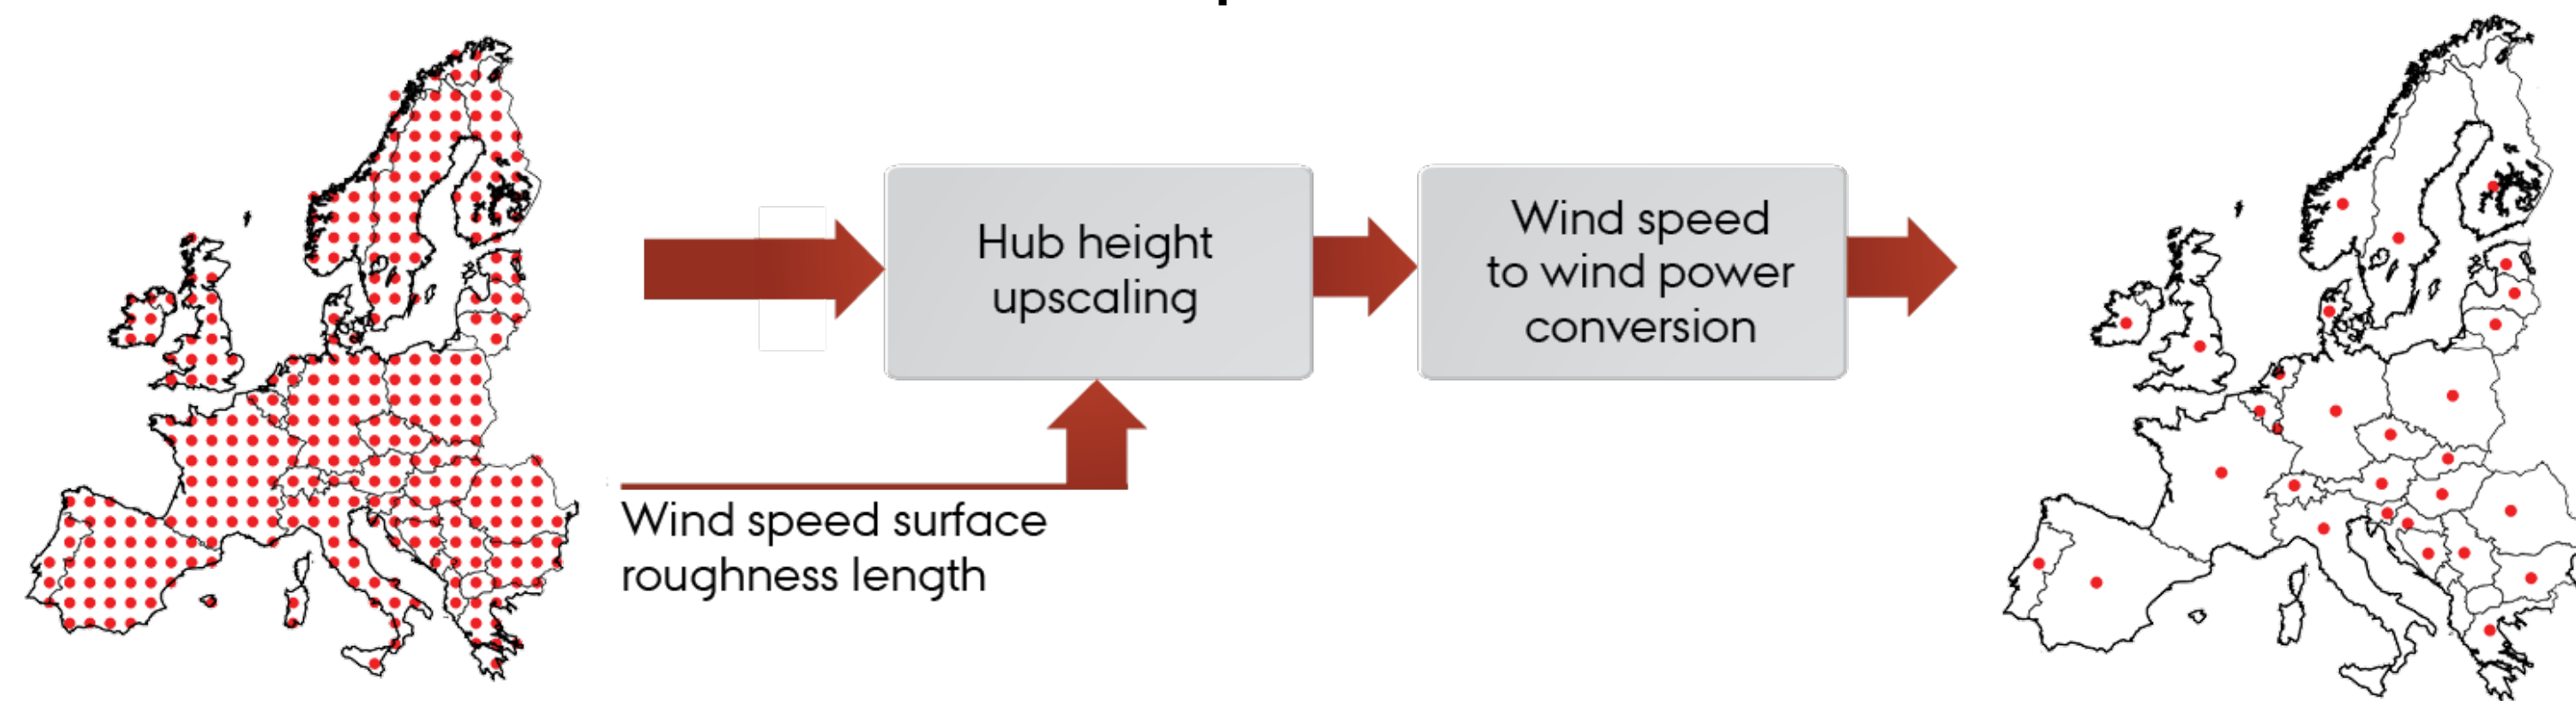 Hub height
upscaling
Wind speed
to wind power
conversion
Wind speed surface
roughness length